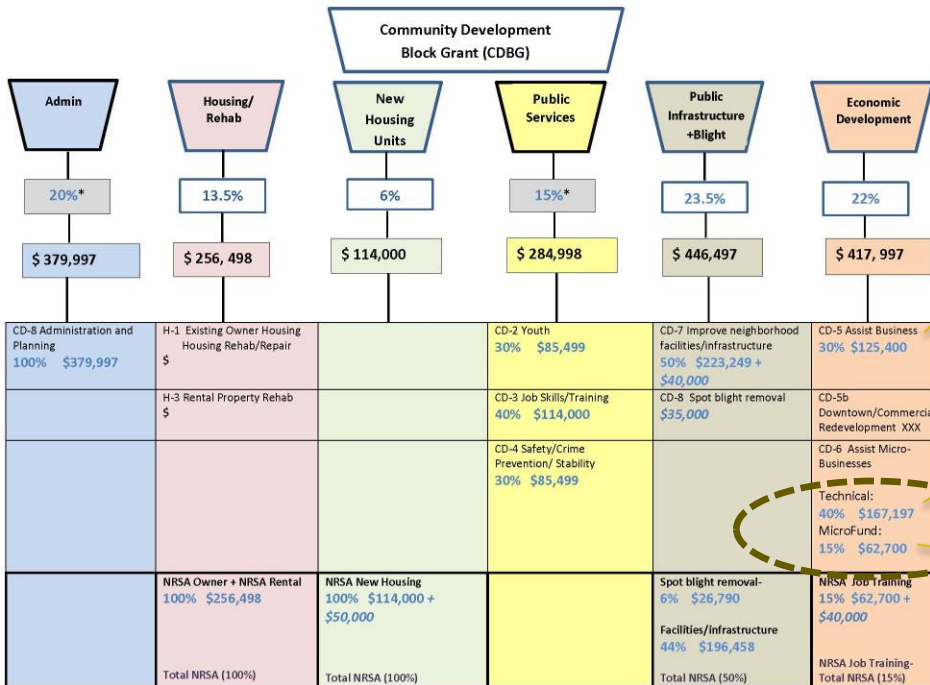 Community Development
Block Grant (CDBG)
Admin
Housing/
Rehab
New
Housing
Units
Public
Services
Public
Infrastructure
+Blight
Economic
Development
20%*
13.5%
6%
15%*
23.5%
22%
$ 379,997
$ 256, 498
$ 114,000
$ 284,998
$ 446,497
$ 417, 997
CD-8 Administration and
Planning
100% $379,997
H-1 Existing Owner Housing
Housing Rehab/Repair
$
H-3 Rental Property Rehab
$
NRSA Owner + NRSA Rental
100% $256,498
Total NRSA (100%)
NRSA New Housing
100% $114,000 +
$50,000
Total NRSA (100%)
CD-2 Youth
30% $85,499
CD-3 Job Skills/Training
40% $114,000
CD-4 Safety/Crime
Prevention/ Stability
30% $85,499
CD-7 Improve neighborhood
facilities/infrastructure
50% $223,249 +
$40,000
CD-8 Spot blight removal
$35,000
Spot blight removal-
6% $26,790
Facilities/infrastructure
44% $196,458
Total NRSA (50%)
CD-5 Assist Business
30% $125,400
CD-5b
Downtown/Commercia
Redevelopment XXX
CD-6 Assist Micro-
Businesses
Technical:
40% $167,197
MicroFund:
15% $62,700
NRSA Job Training
15% $62,700 +
$40,000
NRSA Job Training-
Total NRSA (15%)